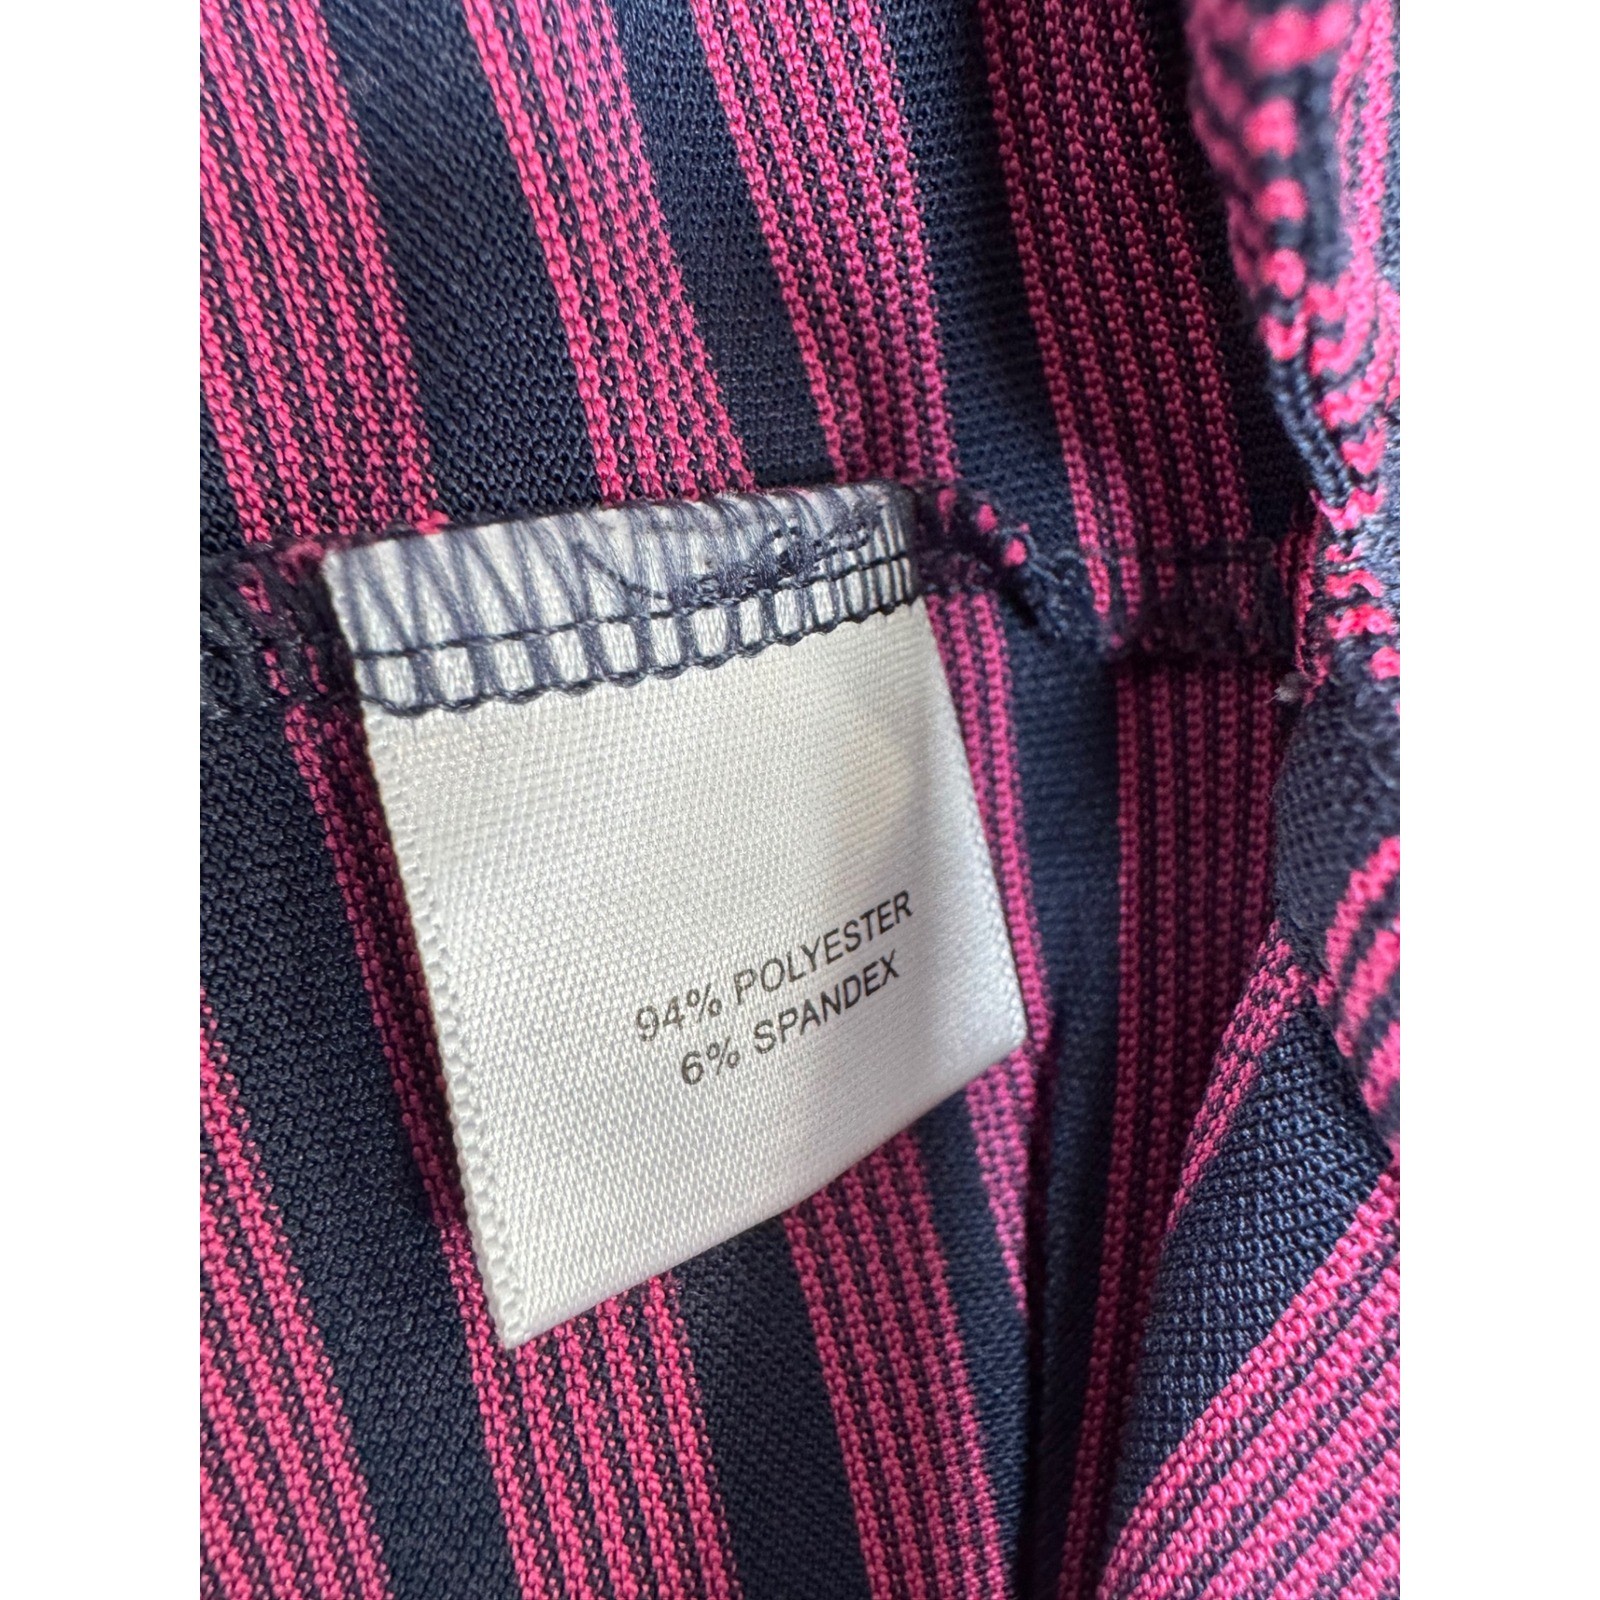 94% POLYESTER
6% SPANDEX